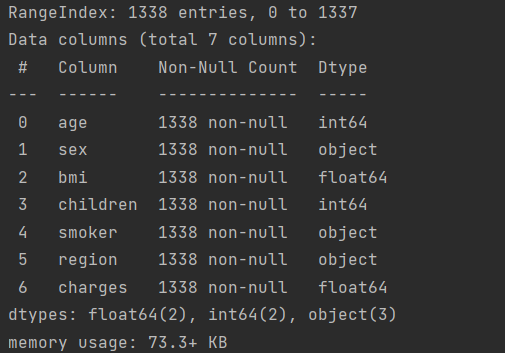 RangeIndex: 1338 entries, 0 to 1337
Data columns (total 7 columns):
 #   Column    Non-Null Count  Dtype
---  ------    --------------  -----
 0   age       1338 non-null   int64
 1   sex       1338 non-null   object
 2   bmi       1338 non-null   float64
 3   children  1338 non-null   int64
 4   smoker    1338 non-null   object
 5   region    1338 non-null   object
 6   charges   1338 non-null   float64
dtypes: float64(2), int64(2), object(3)
memory usage: 73.3+ KB